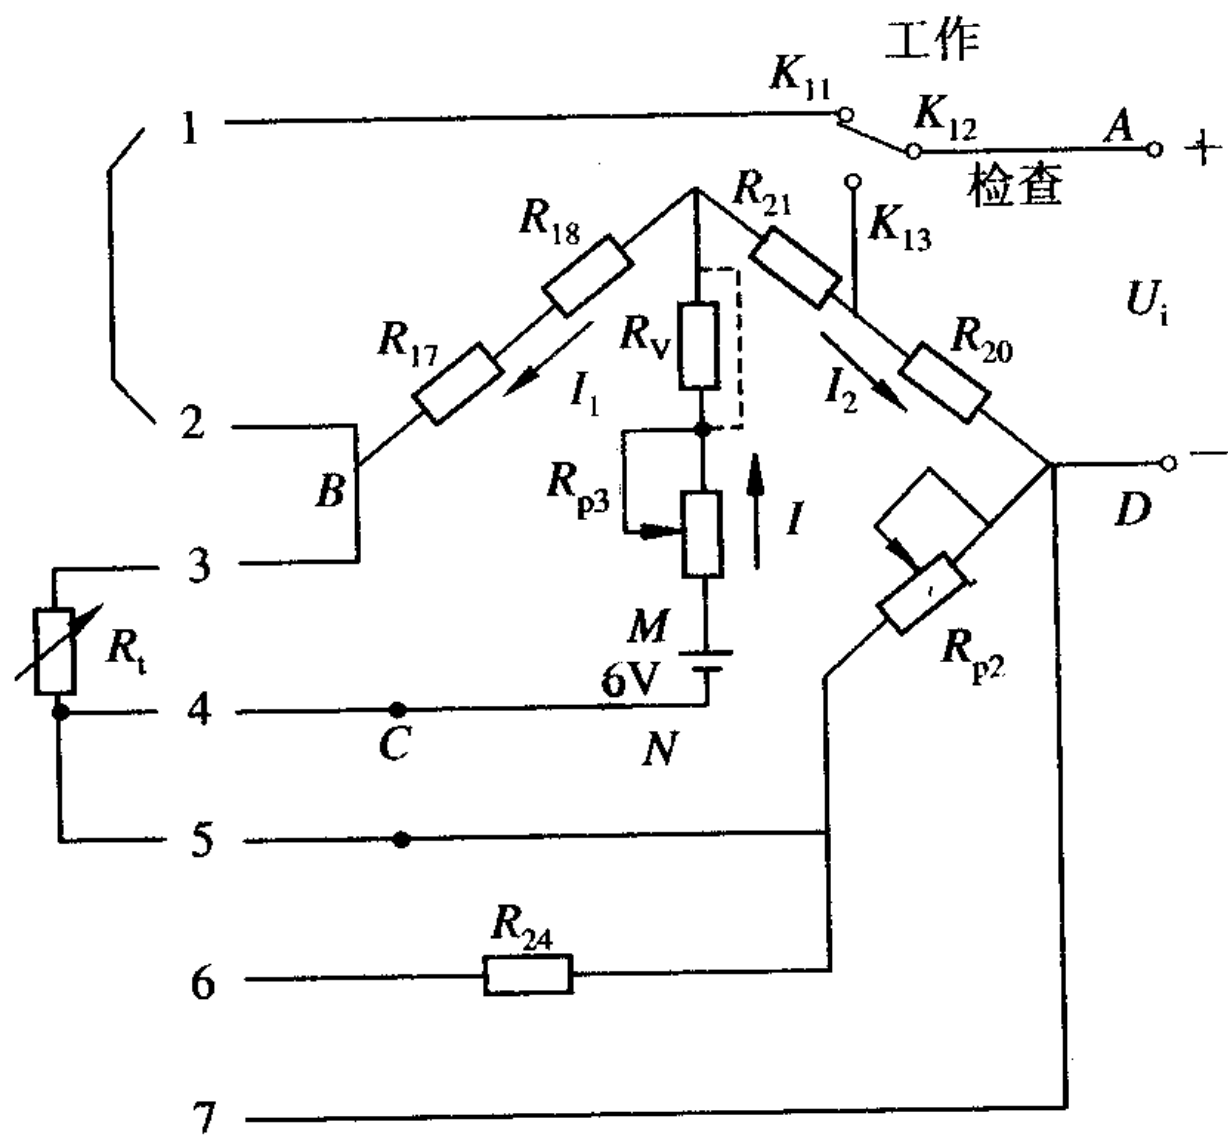 工作
K11
1
K12
A
+
检查
R21
R18
K13
Ui
RV
R17
R20
I1
I2
2
B
Rp3
I
D
−
3
M
Rt
6V
Rp2
4
C
N
5
R24
6
7